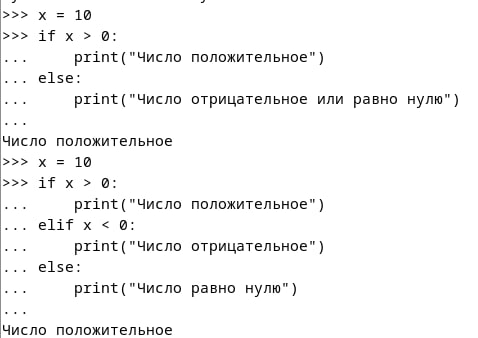 >>> x = 10
>>> if x > 0:
...     print("Число положительное")
... else:
...     print("Число отрицательное или равно нулю")
...
Число положительное
>>> x = 10
>>> if x > 0:
...     print("Число положительное")
... elif x < 0:
...     print("Число отрицательное")
... else:
...     print("Число равно нулю")
...
Число положительное